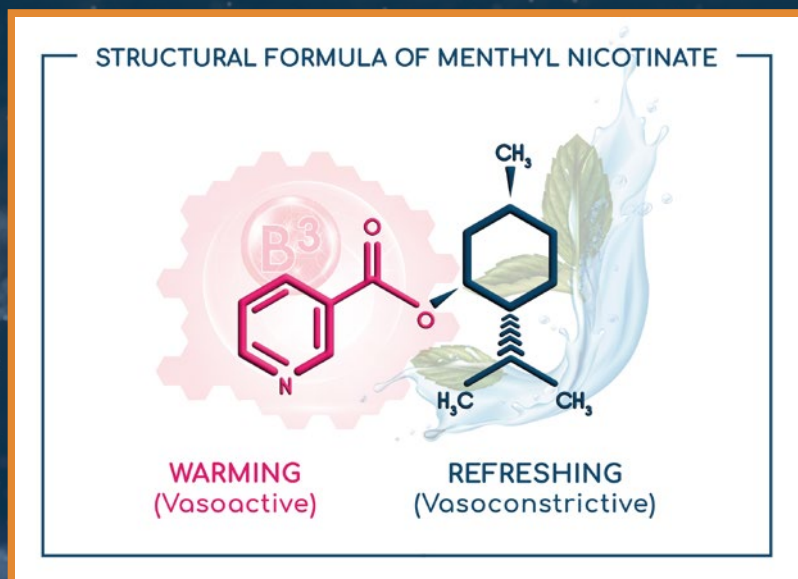 STRUCTURAL FORMULA OF MENTHYL NICOTINATE
CH₃
O
B³
O
N
H₃C
CH₃
WARMING
(Vasoactive)
REFRESHING
(Vasoconstrictive)